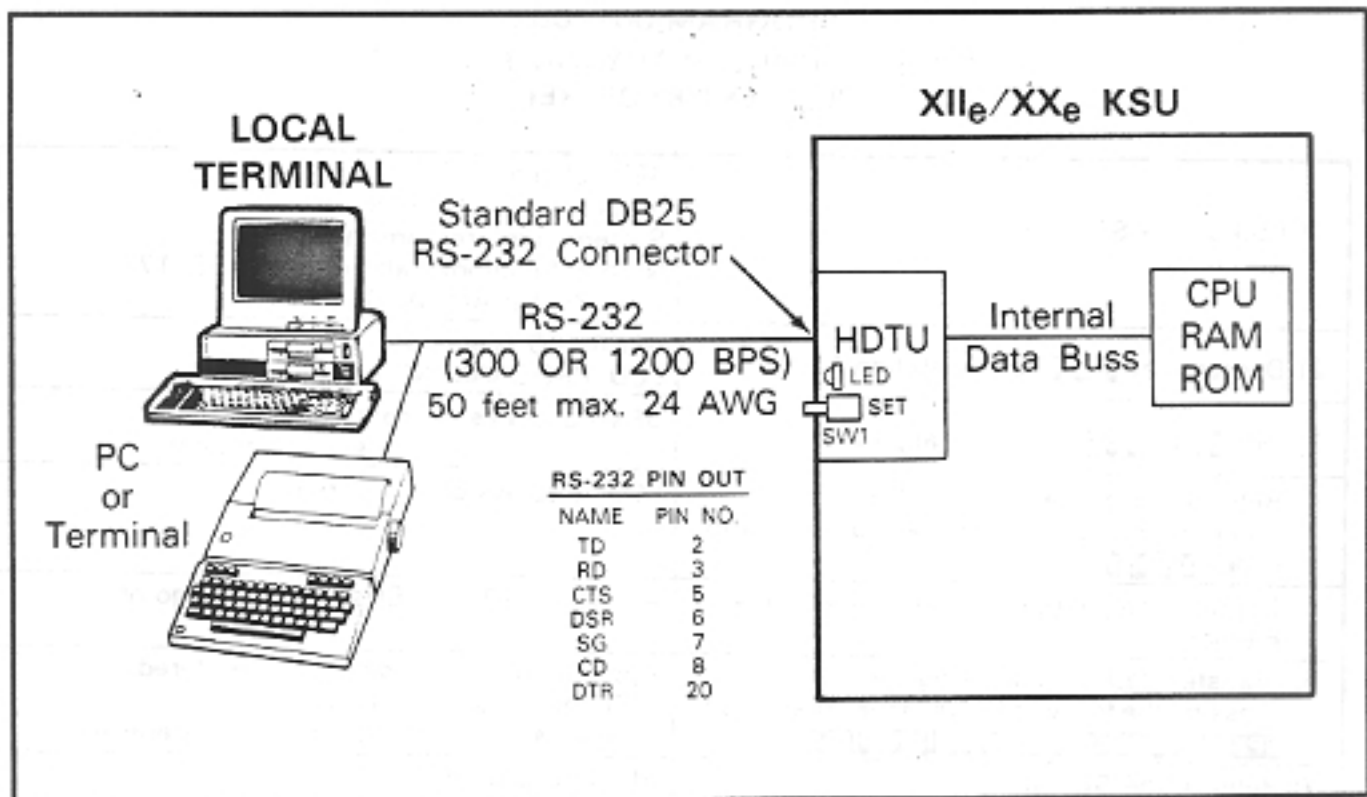 XIIe/XXe KSU
LOCAL
TERMINAL
Standard DB25
RS-232 Connector
RS-232
(300 OR 1200 BPS)
50 feet max. 24 AWG
HDTU
LED
SET
SW1
Internal
Data Buss
CPU
RAM
ROM
PC
or
Terminal
RS-232 PIN OUT
NAME PIN NO.
TD 2
RD 3
CTS 5
DSR 6
SG 7
CD 8
DTR 20